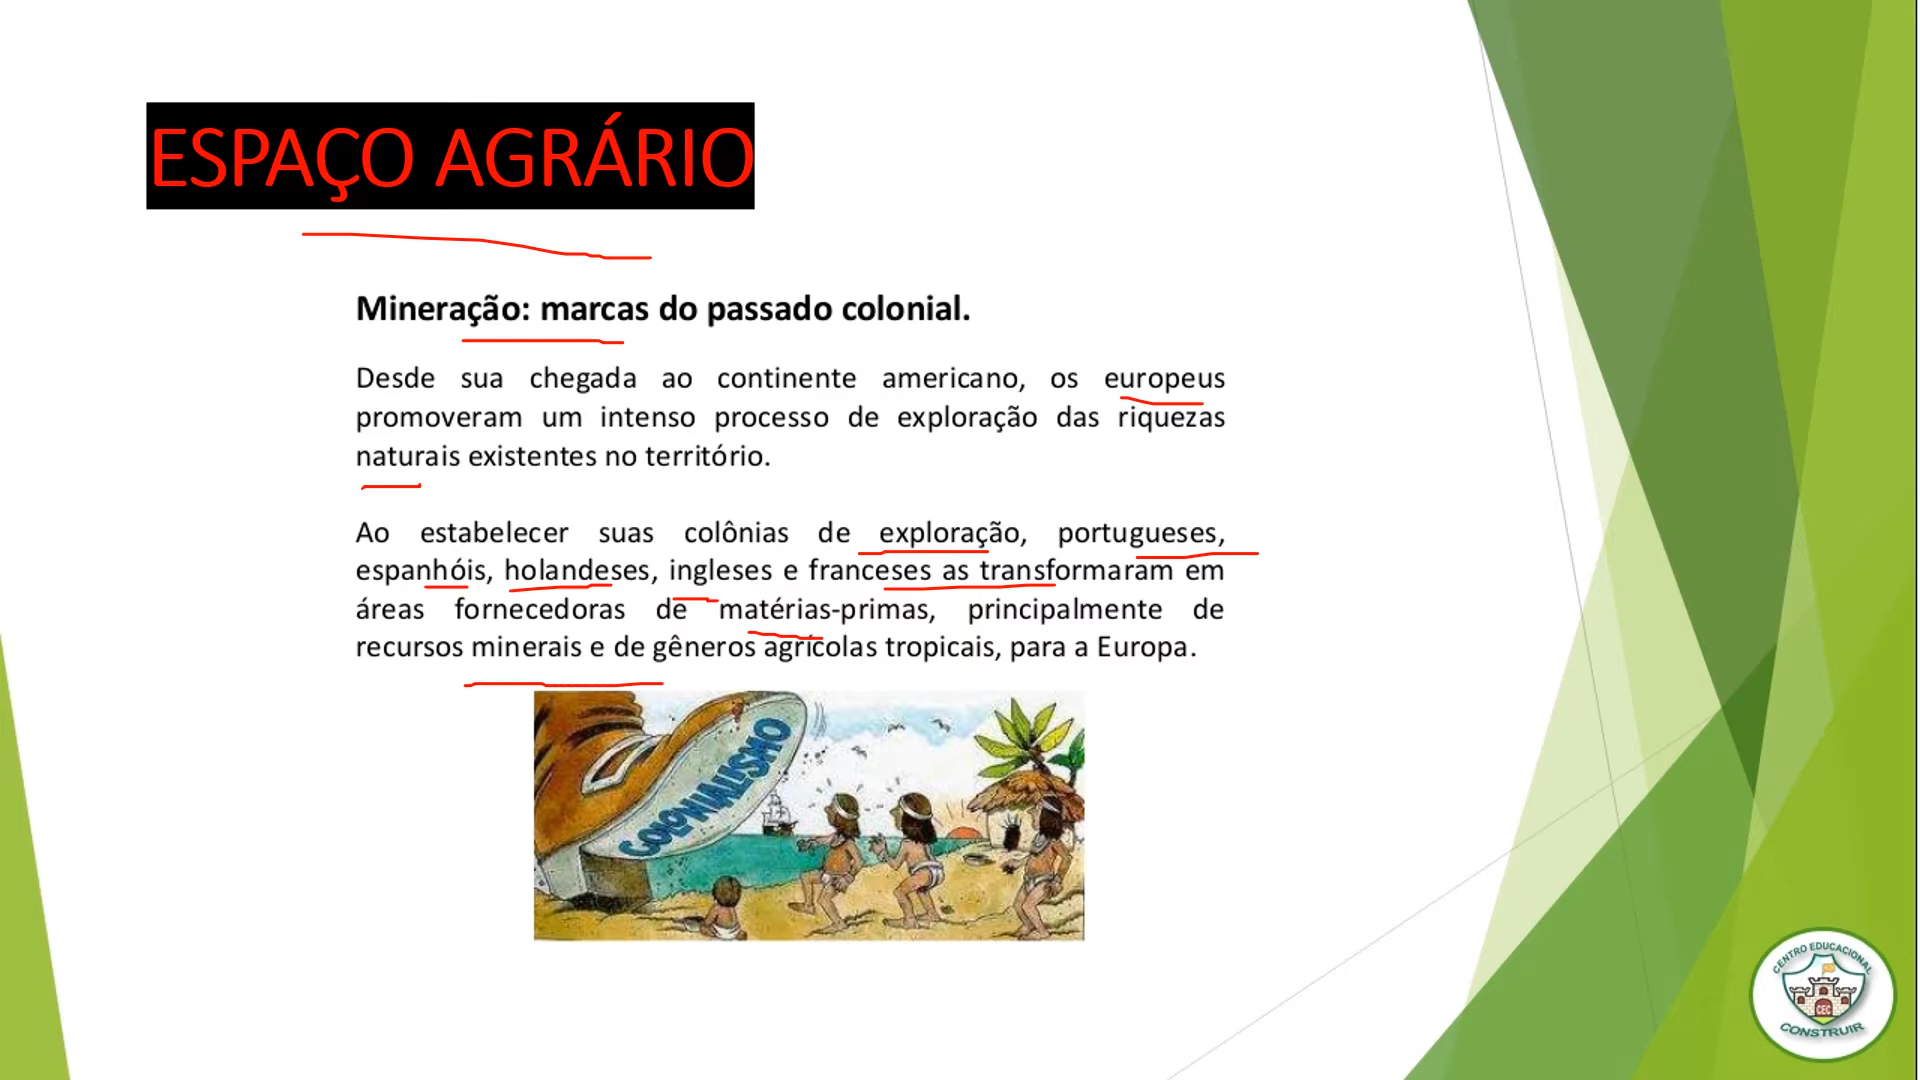 ESPAÇO AGRÁRIO
Mineração: marcas do passado colonial.
Desde sua chegada ao continente americano, os europeus
promoveram um intenso processo de exploração das riquezas
naturais existentes no território.
Ao estabelecer suas colônias de exploração, portugueses,
espanhóis, holandeses, ingleses e franceses as transformaram em
áreas fornecedoras de matérias-primas, principalmente de
recursos minerais e de gêneros agrícolas tropicais, para a Europa.
COLONIALISMO
CENTRO EDUCACIONAL
CEC
CONSTRUIR